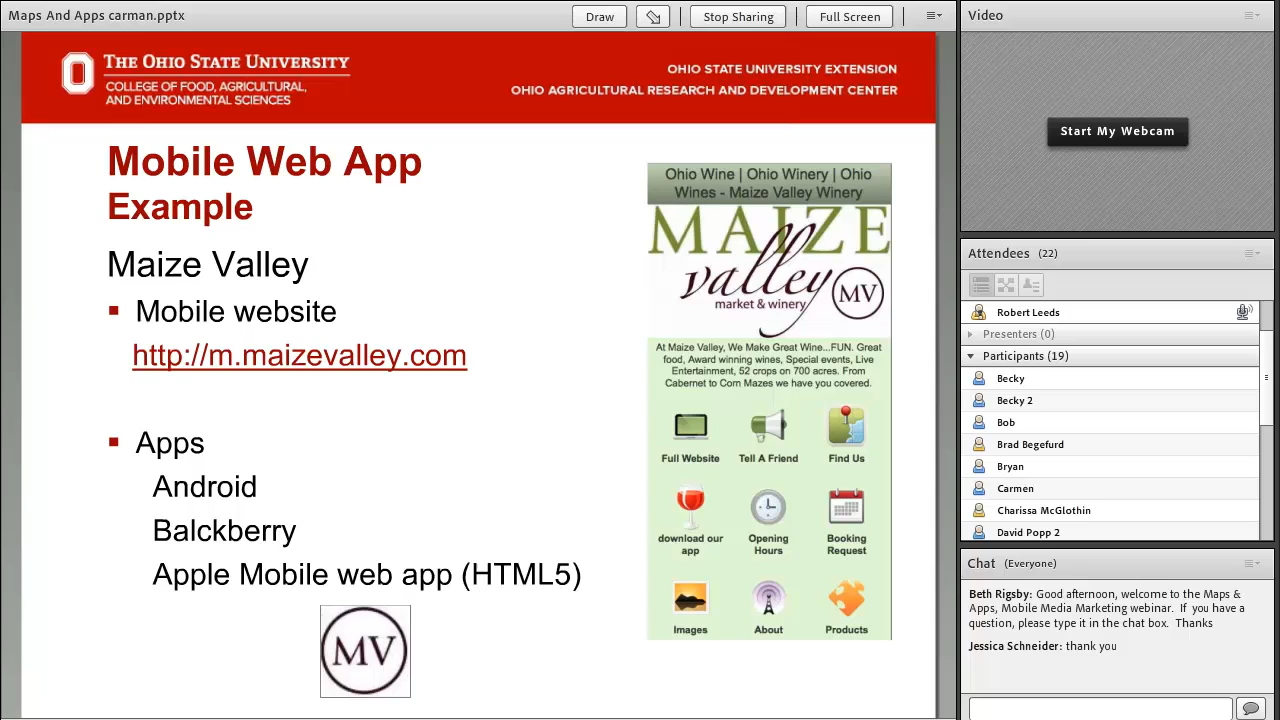 Maps And Apps carman.pptx
Draw
Stop Sharing
Full Screen
THE OHIO STATE UNIVERSITY
COLLEGE OF FOOD, AGRICULTURAL,
AND ENVIRONMENTAL SCIENCES
OHIO STATE UNIVERSITY EXTENSION
OHIO AGRICULTURAL RESEARCH AND DEVELOPMENT CENTER
Mobile Web App
Example
Maize Valley
Mobile website
http://m.maizevalley.com
Apps
Android
Balckberry
Apple Mobile web app (HTML5)
MV
Ohio Wine | Ohio Winery | Ohio
Wines - Maize Valley Winery
MAIZE
valley
market & winery
MV
At Maize Valley, We Make Great Wine...FUN. Great
food, Award winning wines, Special events, Live
Entertainment, 52 crops on 700 acres. From
Cabernet to Corn Mazes we have you covered.
Full Website
Tell A Friend
Find Us
download our
app
Opening
Hours
Booking
Request
Images
About
Products
Video
Start My Webcam
Attendees (22)
Robert Leeds
Presenters (0)
Participants (19)
Becky
Becky 2
Bob
Brad Begefurd
Bryan
Carmen
Charissa McGlothin
David Popp 2
Chat (Everyone)
Beth Rigsby: Good afternoon, welcome to the Maps &
Apps, Mobile Media Marketing webinar. If you have a
question, please type it in the chat box. Thanks
Jessica Schneider: thank you